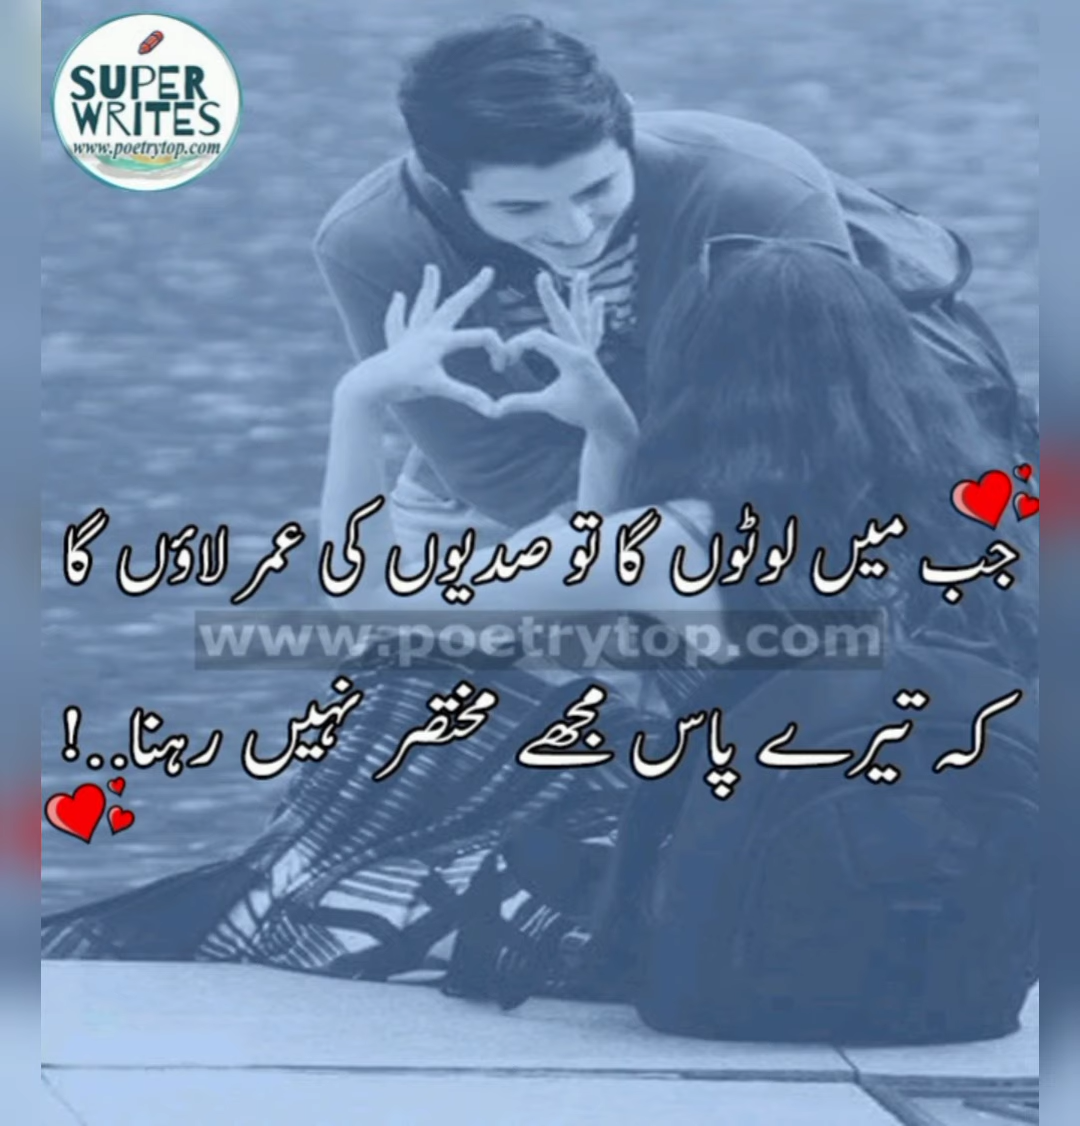 SUPER
WRITES
www.poetrytop.com
جب میں لوٹوں گا تو صدیوں کی عمر لاؤں گا
www.poetrytop.com
کہ تیرے پاس مجھے مختصر نہیں رہنا..!